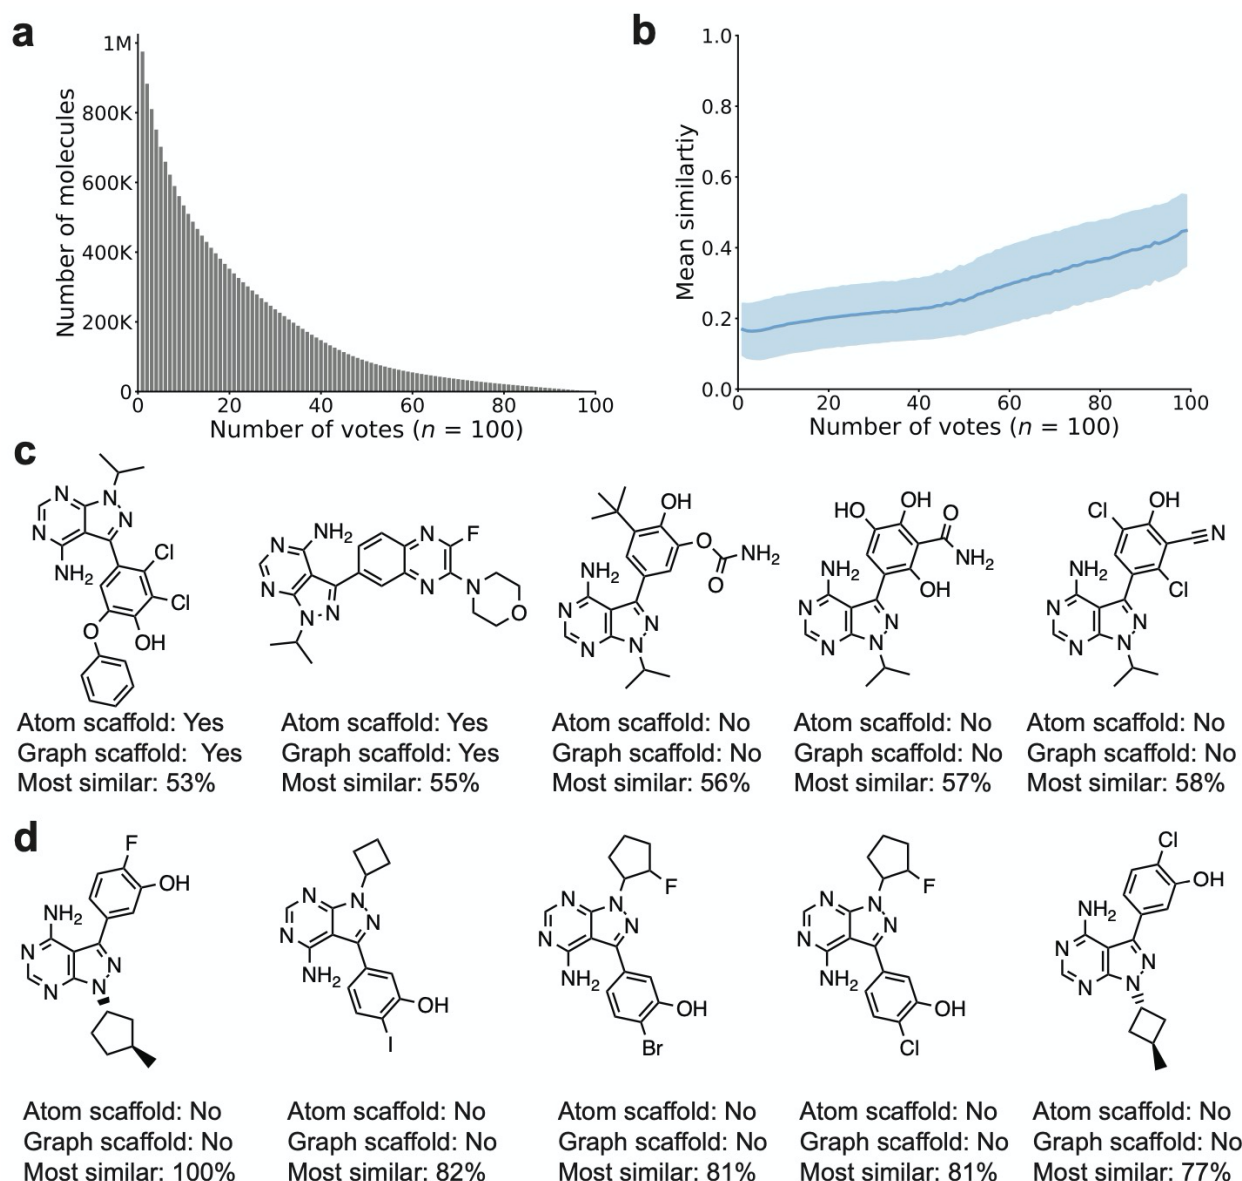 a
1M
800K
600K
400K
200K
0
Number of molecules
0 20 40 60 80 100
Number of votes (n = 100)
b
1.0
0.8
0.6
0.4
0.2
0.0
Mean similartiy
0 20 40 60 80 100
Number of votes (n = 100)
c
N N
N N
NH2
Cl
Cl
O OH
N NH2
N
N N
N F
N N
O
OH
O NH2
O
NH2
N N
N N
HO OH O
NH2
NH2 OH
N N
N N
Cl OH
N
NH2 Cl
N N
N N
Atom scaffold: Yes
Graph scaffold: Yes
Most similar: 53%
Atom scaffold: Yes
Graph scaffold: Yes
Most similar: 55%
Atom scaffold: No
Graph scaffold: No
Most similar: 56%
Atom scaffold: No
Graph scaffold: No
Most similar: 57%
Atom scaffold: No
Graph scaffold: No
Most similar: 58%
d
F
OH
NH2
N N
N N
N N
N N
NH2
OH
I
F
N N
N N
NH2
OH
Br
F
N N
N N
NH2
OH
Cl
Cl
OH
NH2
N N
N N
Atom scaffold: No
Graph scaffold: No
Most similar: 100%
Atom scaffold: No
Graph scaffold: No
Most similar: 82%
Atom scaffold: No
Graph scaffold: No
Most similar: 81%
Atom scaffold: No
Graph scaffold: No
Most similar: 81%
Atom scaffold: No
Graph scaffold: No
Most similar: 77%